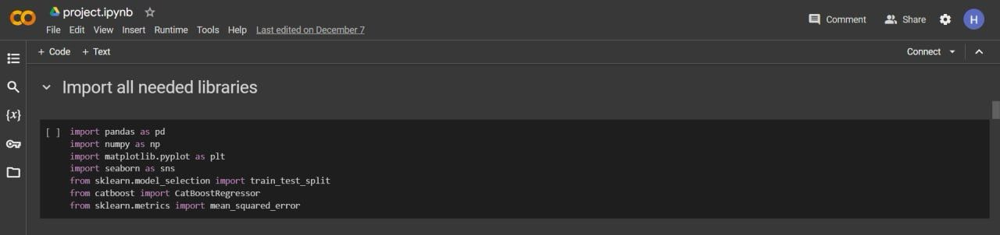 project.ipynb
Comment Share H
File Edit View Insert Runtime Tools Help Last edited on December 7
+ Code + Text Connect
Import all needed libraries
{x}
[ ] import pandas as pd
import numpy as np
import matplotlib.pyplot as plt
import seaborn as sns
from sklearn.model_selection import train_test_split
from catboost import CatBoostRegressor
from sklearn.metrics import mean_squared_error